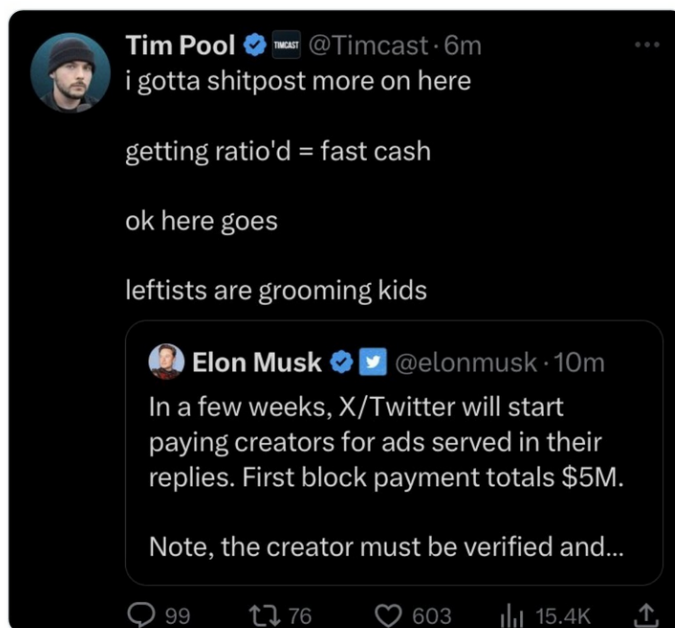 Tim Pool TIMCAST @Timcast · 6m
i gotta shitpost more on here
getting ratio'd = fast cash
ok here goes
leftists are grooming kids
Elon Musk @elonmusk · 10m
In a few weeks, X/Twitter will start
paying creators for ads served in their
replies. First block payment totals $5M.
Note, the creator must be verified and...
99 76 603 15.4K